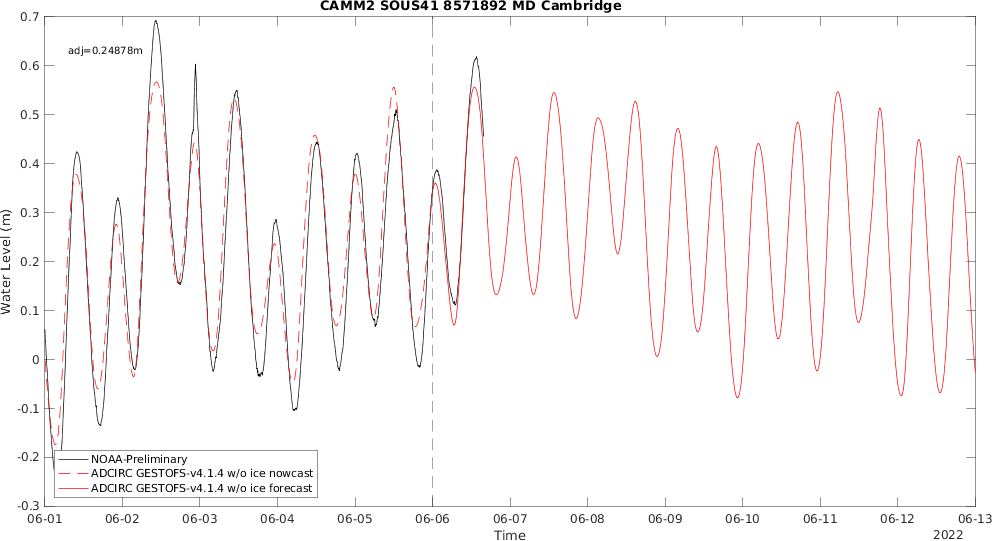 CAMM2 SOUS41 8571892 MD Cambridge
adj=0.24878m
0.7
0.6
0.5
0.4
0.3
0.2
0.1
0
-0.1
-0.2
-0.3
Water Level (m)
NOAA-Preliminary
ADCIRC GESTOFS-v4.1.4 w/o ice nowcast
ADCIRC GESTOFS-v4.1.4 w/o ice forecast
06-01 06-02 06-03 06-04 06-05 06-06 06-07 06-08 06-09 06-10 06-11 06-12 06-13
Time
2022